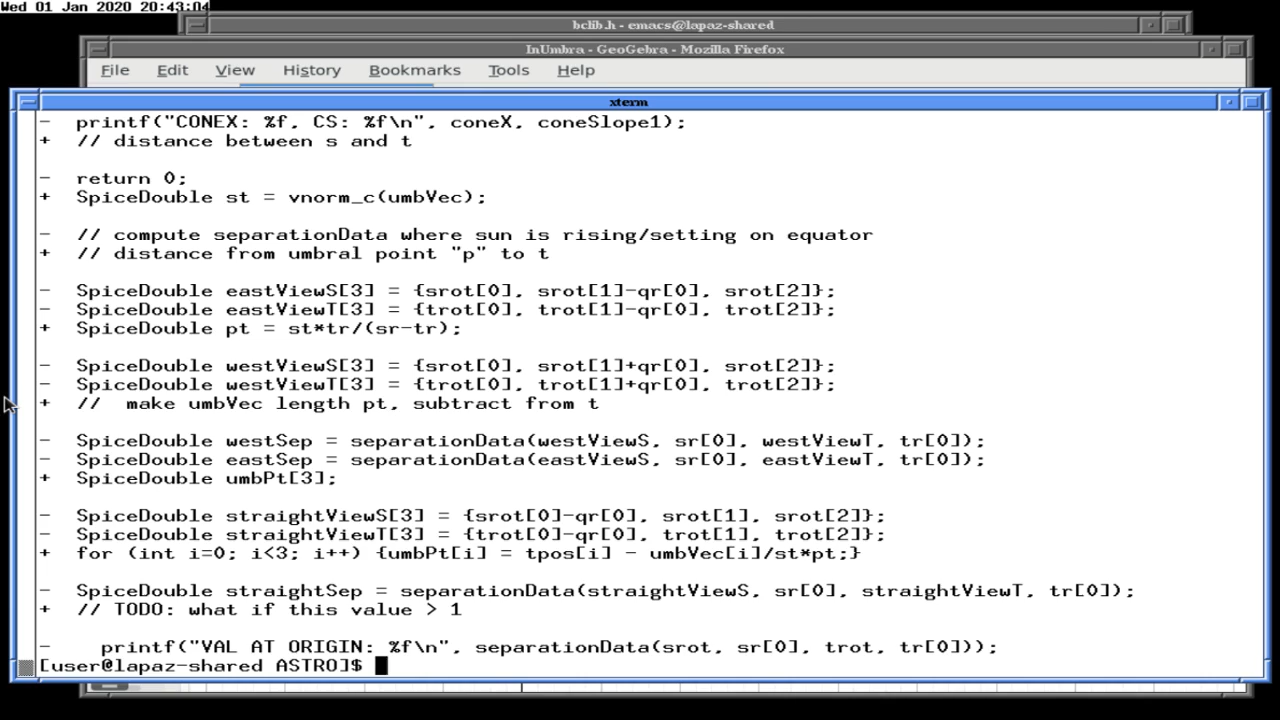 Wed 01 Jan 2020 20:43:04
bclib.h - emacs@lapaz-shared
InUmbra - GeoGebra - Mozilla Firefox
File Edit View History Bookmarks Tools Help
xterm
-  printf("CONEX: %f, CS: %f\n", coneX, coneSlope1);
+  // distance between s and t
-  return 0;
+  SpiceDouble st = vnorm_c(umbVec);
-  // compute separationData where sun is rising/setting on equator
+  // distance from umbral point "p" to t
-  SpiceDouble eastViewS[3] = {srot[0], srot[1]-qr[0], srot[2]};
-  SpiceDouble eastViewT[3] = {trot[0], trot[1]-qr[0], trot[2]};
+  SpiceDouble pt = st*tr/(sr-tr);
-  SpiceDouble westViewS[3] = {srot[0], srot[1]+qr[0], srot[2]};
-  SpiceDouble westViewT[3] = {trot[0], trot[1]+qr[0], trot[2]};
+  //  make umbVec length pt, subtract from t
-  SpiceDouble westSep = separationData(westViewS, sr[0], westViewT, tr[0]);
-  SpiceDouble eastSep = separationData(eastViewS, sr[0], eastViewT, tr[0]);
+  SpiceDouble umbPt[3];
-  SpiceDouble straightViewS[3] = {srot[0]-qr[0], srot[1], srot[2]};
-  SpiceDouble straightViewT[3] = {trot[0]-qr[0], trot[1], trot[2]};
+  for (int i=0; i<3; i++) {umbPt[i] = tpos[i] - umbVec[i]/st*pt;}
-  SpiceDouble straightSep = separationData(straightViewS, sr[0], straightViewT, tr[0]);
+  // TODO: what if this value > 1
-    printf("VAL AT ORIGIN: %f\n", separationData(srot, sr[0], trot, tr[0]));
[user@lapaz-shared ASTRO]$